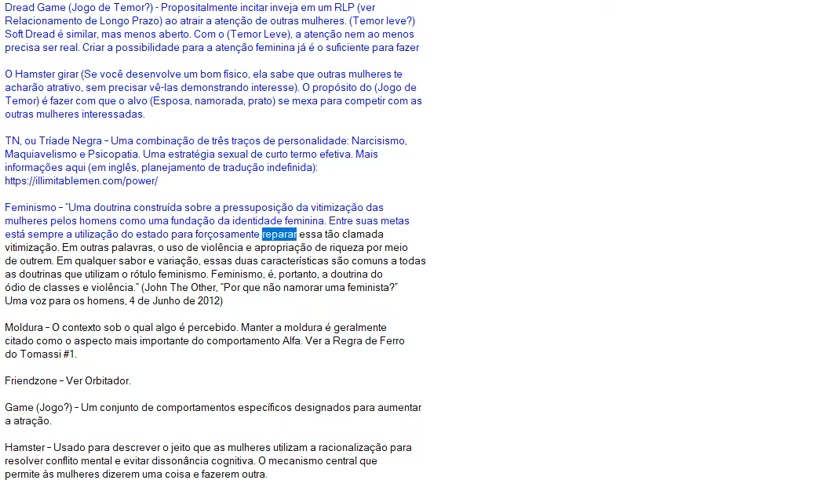 Dread Game (Jogo de Temor?) - Propositalmente incitar inveja em um RLP (ver
Relacionamento de Longo Prazo) ao atrair a atenção de outras mulheres. (Temor leve?)
Soft Dread é similar, mas menos aberto. Com o (Temor Leve), a atenção nem ao menos
precisa ser real. Criar a possibilidade para a atenção feminina já é o suficiente para fazer
O Hamster girar (Se você desenvolve um bom físico, ela sabe que outras mulheres te
acharão atrativo, sem precisar vê-las demonstrando interesse). O propósito do (Jogo de
Temor) é fazer com que o alvo (Esposa, namorada, prato) se mexa para competir com as
outras mulheres interessadas.
TN, ou Tríade Negra – Uma combinação de três traços de personalidade: Narcisismo,
Maquiavelismo e Psicopatia. Uma estratégia sexual de curto termo efetiva. Mais
informações aqui (em inglês, planejamento de tradução indefinida):
https://illimitablemen.com/power/
Feminismo – "Uma doutrina construída sobre a pressuposição da vitimização das
mulheres pelos homens como uma fundação da identidade feminina. Entre suas metas
está sempre a utilização do estado para forçosamente reparar essa tão clamada
vitimização. Em outras palavras, o uso de violência e apropriação de riqueza por meio
de outrem. Em qualquer sabor e variação, essas duas características são comuns a todas
as doutrinas que utilizam o rótulo feminismo. Feminismo, é, portanto, a doutrina do
ódio de classes e violência." (John The Other, "Por que não namorar uma feminista?"
Uma voz para os homens, 4 de Junho de 2012)
Moldura – O contexto sob o qual algo é percebido. Manter a moldura é geralmente
citado como o aspecto mais importante do comportamento Alfa. Ver a Regra de Ferro
do Tomassi #1.
Friendzone – Ver Orbitador.
Game (Jogo?) – Um conjunto de comportamentos específicos designados para aumentar
a atração.
Hamster – Usado para descrever o jeito que as mulheres utilizam a racionalização para
resolver conflito mental e evitar dissonância cognitiva. O mecanismo central que
permite às mulheres dizerem uma coisa e fazerem outra.